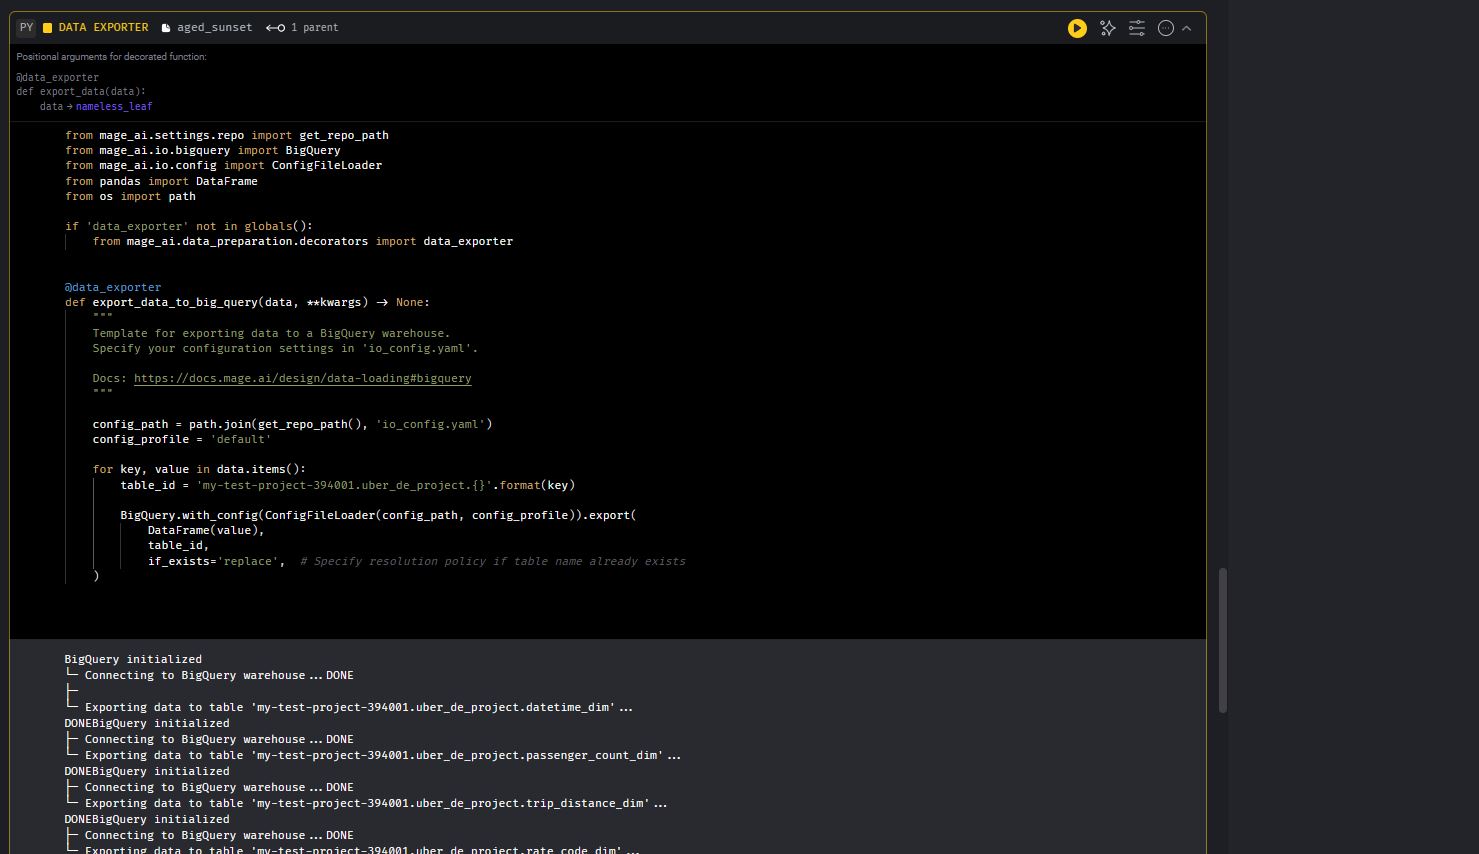 PY DATA EXPORTER aged_sunset 1 parent
Positional arguments for decorated function:
@data_exporter
def export_data(data):
    data → nameless_leaf
from mage_ai.settings.repo import get_repo_path
from mage_ai.io.bigquery import BigQuery
from mage_ai.io.config import ConfigFileLoader
from pandas import DataFrame
from os import path

if 'data_exporter' not in globals():
    from mage_ai.data_preparation.decorators import data_exporter


@data_exporter
def export_data_to_big_query(data, **kwargs) → None:
    """
    Template for exporting data to a BigQuery warehouse.
    Specify your configuration settings in 'io_config.yaml'.

    Docs: https://docs.mage.ai/design/data-loading#bigquery
    """

    config_path = path.join(get_repo_path(), 'io_config.yaml')
    config_profile = 'default'

    for key, value in data.items():
        table_id = 'my-test-project-394001.uber_de_project.{}'.format(key)

        BigQuery.with_config(ConfigFileLoader(config_path, config_profile)).export(
            DataFrame(value),
            table_id,
            if_exists='replace',  # Specify resolution policy if table name already exists
    )

BigQuery initialized
└─ Connecting to BigQuery warehouse...DONE
├─
└─ Exporting data to table 'my-test-project-394001.uber_de_project.datetime_dim'...
DONEBigQuery initialized
├─ Connecting to BigQuery warehouse...DONE
└─ Exporting data to table 'my-test-project-394001.uber_de_project.passenger_count_dim'...
DONEBigQuery initialized
├─ Connecting to BigQuery warehouse...DONE
└─ Exporting data to table 'my-test-project-394001.uber_de_project.trip_distance_dim'...
DONEBigQuery initialized
├─ Connecting to BigQuery warehouse...DONE
└─ Exporting data to table 'my-test-project-394001.uber_de_project.rate_code_dim'...